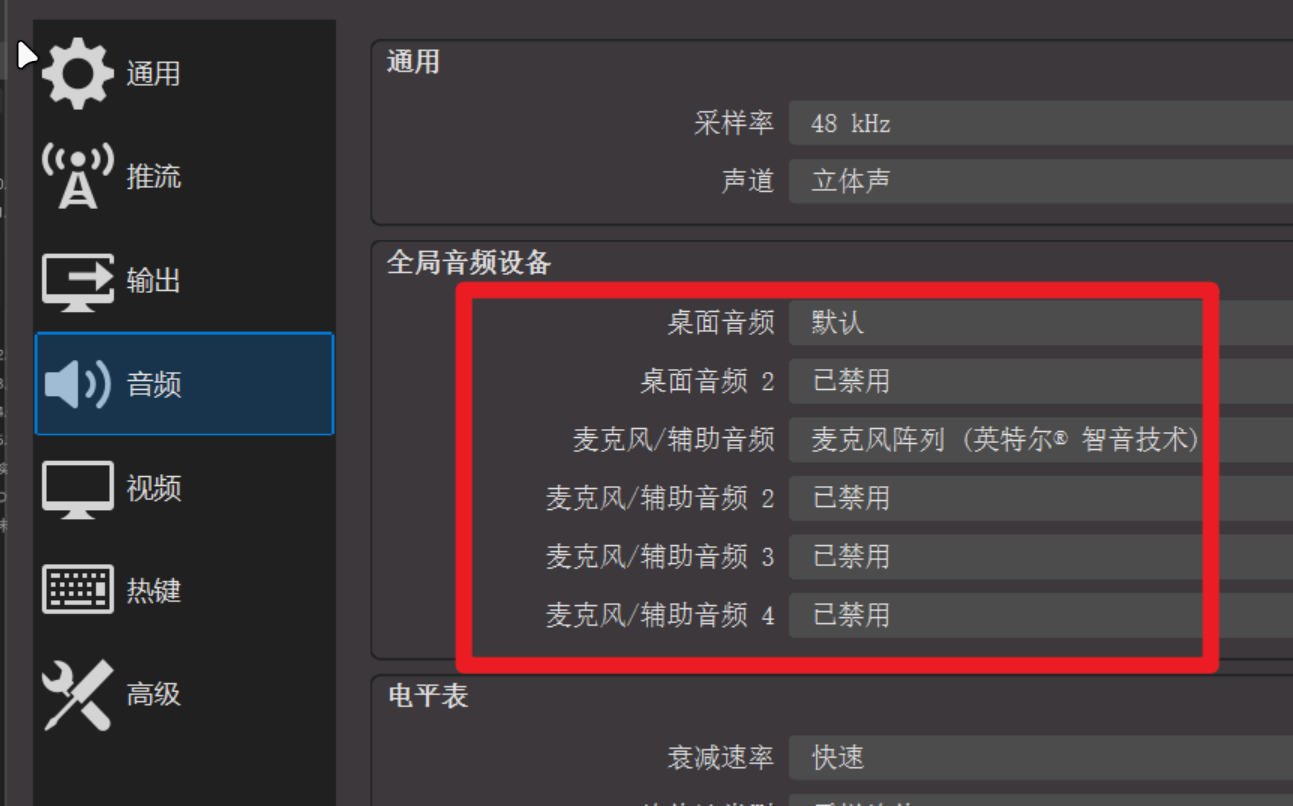 通用
推流
输出
音频
视频
热键
高级
通用
采样率 48 kHz
声道 立体声
全局音频设备
桌面音频 默认
桌面音频 2 已禁用
麦克风/辅助音频 麦克风阵列 (英特尔® 智音技术)
麦克风/辅助音频 2 已禁用
麦克风/辅助音频 3 已禁用
麦克风/辅助音频 4 已禁用
电平表
衰减速率 快速